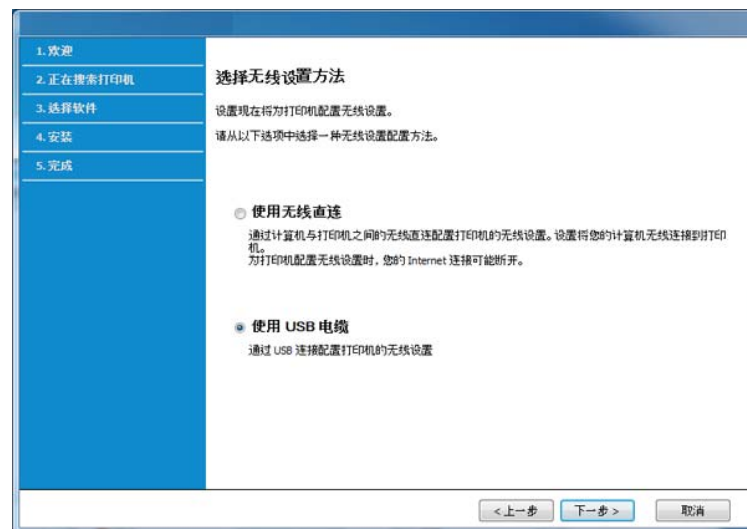 1.欢迎
2.正在搜索打印机
3.选择软件
4.安装
5.完成
选择无线设置方法
设置现在将为打印机配置无线设置。
请从以下选项中选择一种无线设置配置方法。
使用无线直连
通过计算机与打印机之间的无线直连配置打印机的无线设置。设置将您的计算机无线连接到打印
机。
为打印机配置无线设置时，您的 Internet 连接可能断开。
使用 USB 电缆
通过 USB 连接配置打印机的无线设置
<上一步
下一步>
取消